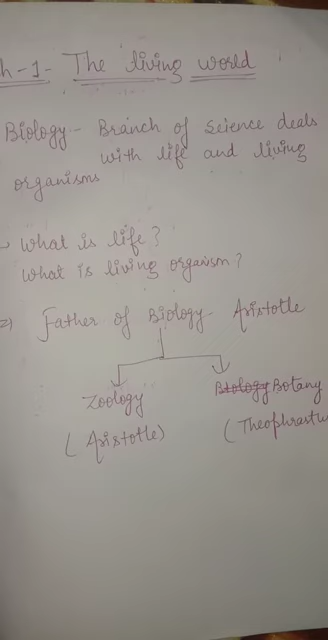 h-1- The living world
Biology- Branch of science deals
with life and living
organisms
What is life?
What is living organism?
=) Father of Biology- Aristotle
Zoology Biology Botany
(Aristotle) (Theophrastu